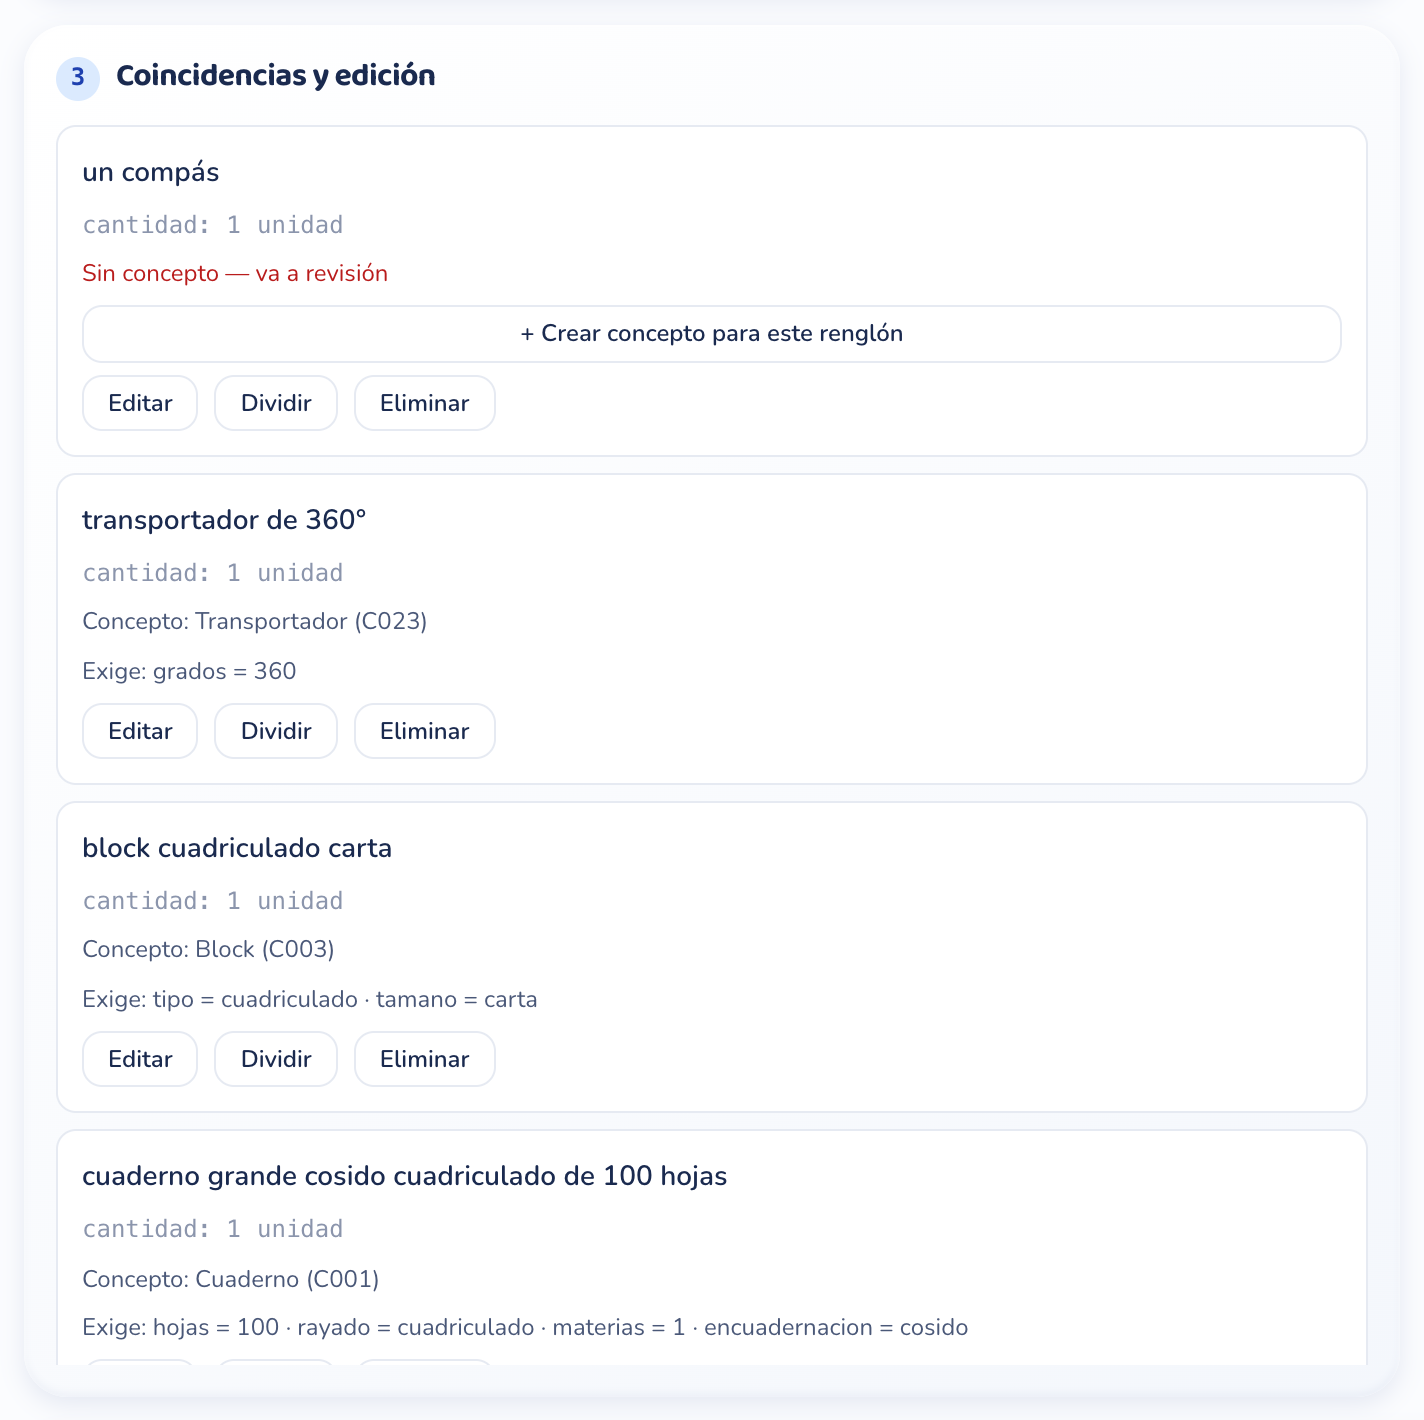 3 Coincidencias y edición
un compás
cantidad: 1 unidad
Sin concepto — va a revisión
+ Crear concepto para este renglón
Editar Dividir Eliminar
transportador de 360°
cantidad: 1 unidad
Concepto: Transportador (C023)
Exige: grados = 360
Editar Dividir Eliminar
block cuadriculado carta
cantidad: 1 unidad
Concepto: Block (C003)
Exige: tipo = cuadriculado · tamano = carta
Editar Dividir Eliminar
cuaderno grande cosido cuadriculado de 100 hojas
cantidad: 1 unidad
Concepto: Cuaderno (C001)
Exige: hojas = 100 · rayado = cuadriculado · materias = 1 · encuadernacion = cosido